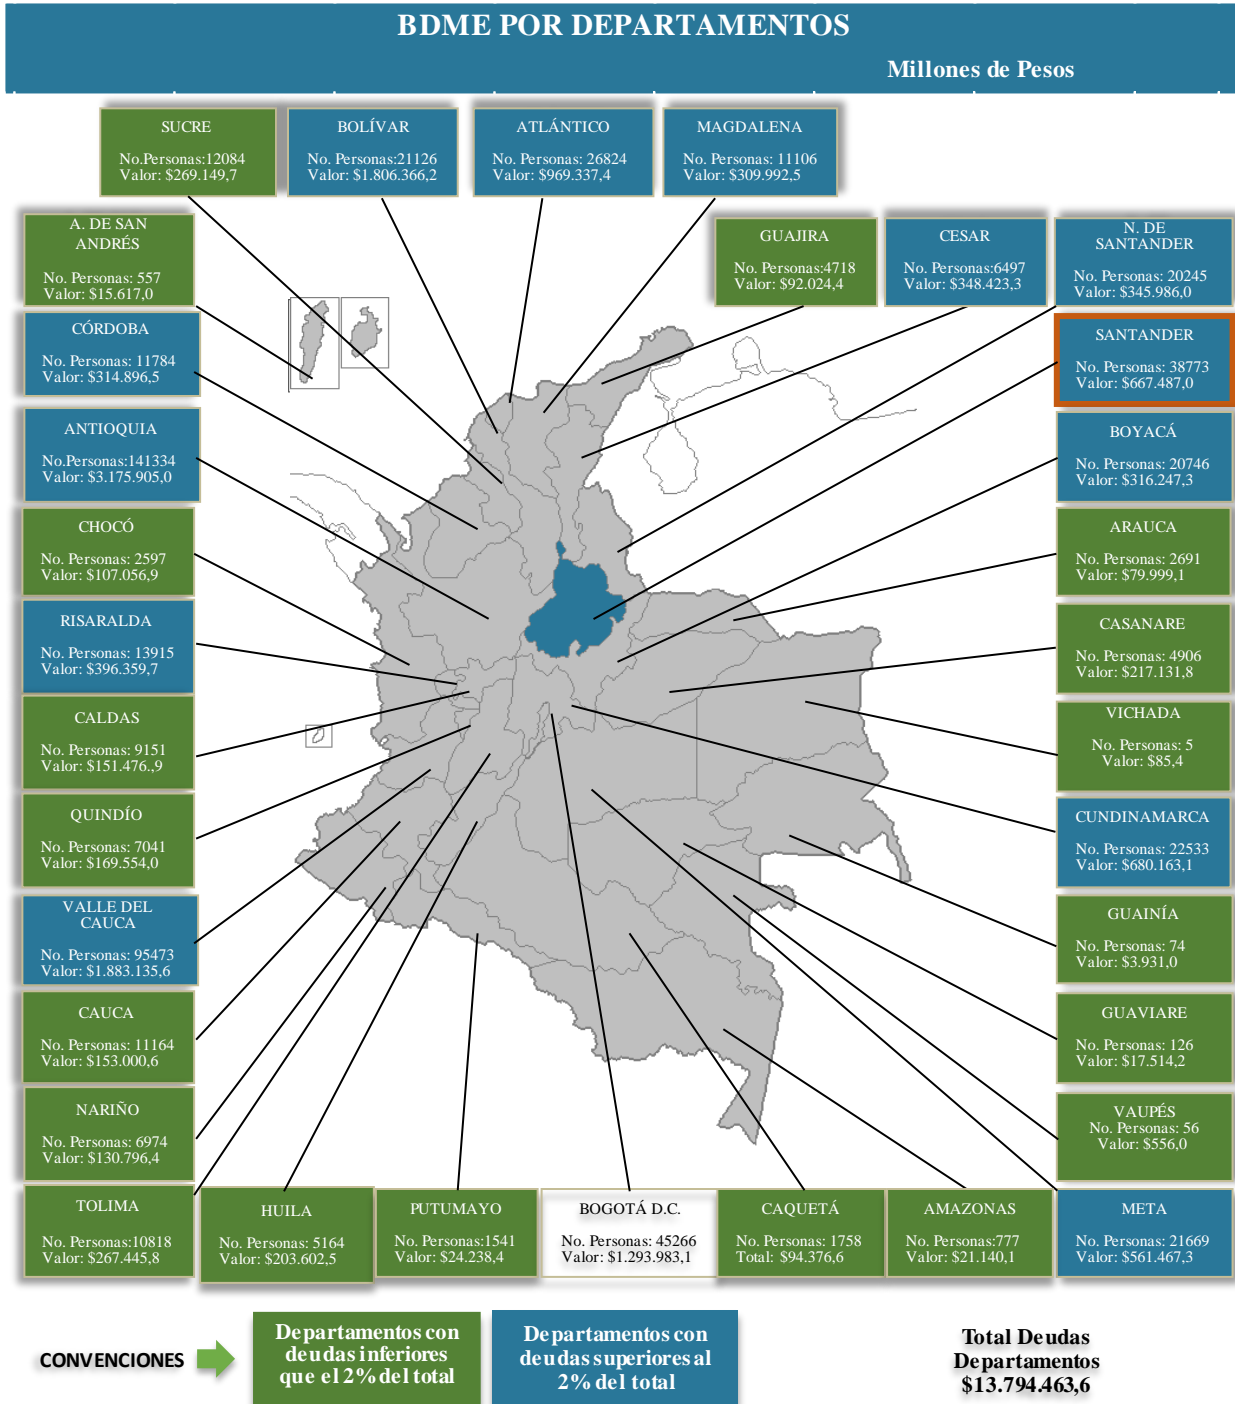 BDME POR DEPARTAMENTOS
Millones de Pesos
SUCRE
No.Personas:12084
Valor: $269.149,7
BOLÍVAR
No. Personas:21126
Valor: $1.806.366,2
ATLÁNTICO
No. Personas: 26824
Valor: $969.337,4
MAGDALENA
No. Personas: 11106
Valor: $309.992,5
A. DE SAN
ANDRÉS
No. Personas: 557
Valor: $15.617,0
GUAJIRA
No. Personas:4718
Valor: $92.024,4
CESAR
No. Personas:6497
Valor: $348.423,3
N. DE
SANTANDER
No. Personas: 20245
Valor: $345.986,0
CÓRDOBA
No. Personas: 11784
Valor: $314.896,5
SANTANDER
No. Personas: 38773
Valor: $667.487,0
ANTIOQUIA
No.Personas:141334
Valor: $3.175.905,0
BOYACÁ
No. Personas: 20746
Valor: $316.247,3
CHOCÓ
No. Personas: 2597
Valor: $107.056,9
ARAUCA
No. Personas: 2691
Valor: $79.999,1
RISARALDA
No. Personas: 13915
Valor: $396.359,7
CASANARE
No. Personas: 4906
Valor: $217.131,8
CALDAS
No. Personas: 9151
Valor: $151.476.,9
VICHADA
No. Personas: 5
Valor: $85,4
QUINDÍO
No. Personas: 7041
Valor: $169.554,0
CUNDINAMARCA
No. Personas: 22533
Valor: $680.163,1
VALLE DEL
CAUCA
No. Personas: 95473
Valor: $1.883.135,6
GUAINÍA
No. Personas: 74
Valor: $3.931,0
CAUCA
No. Personas: 11164
Valor: $153.000,6
GUAVIARE
No. Personas: 126
Valor: $17.514,2
NARIÑO
No. Personas: 6974
Valor: $130.796,4
VAUPÉS
No. Personas: 56
Valor: $556,0
TOLIMA
No. Personas:10818
Valor: $267.445,8
HUILA
No. Personas: 5164
Valor: $203.602,5
PUTUMAYO
No. Personas:1541
Valor: $24.238,4
BOGOTÁ D.C.
No. Personas: 45266
Valor: $1.293.983,1
CAQUETÁ
No. Personas: 1758
Total: $94.376,6
AMAZONAS
No. Personas:777
Valor: $21.140,1
META
No. Personas: 21669
Valor: $561.467,3
CONVENCIONES
Departamentos con
deudas inferiores
que el 2% del total
Departamentos con
deudas superiores al
2% del total
Total Deudas
Departamentos
$13.794.463,6